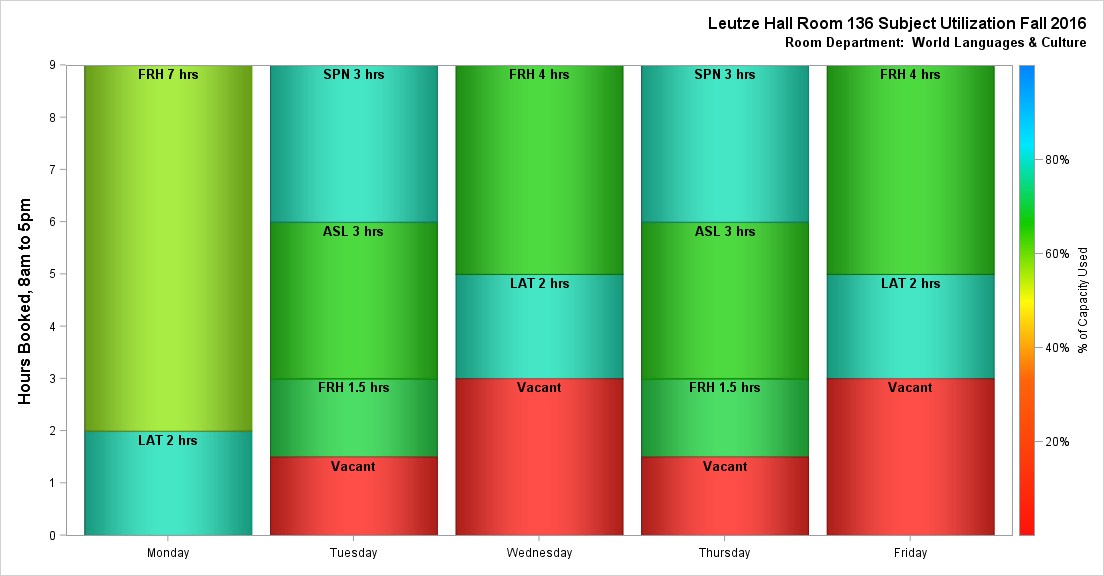 Leutze Hall Room 136 Subject Utilization Fall 2016
Room Department:  World Languages & Culture
Hours Booked, 8am to 5pm
9
8
7
6
5
4
3
2
1
0
FRH 7 hrs
LAT 2 hrs
SPN 3 hrs
ASL 3 hrs
FRH 1.5 hrs
Vacant
FRH 4 hrs
LAT 2 hrs
Vacant
SPN 3 hrs
ASL 3 hrs
FRH 1.5 hrs
Vacant
FRH 4 hrs
LAT 2 hrs
Vacant
Monday
Tuesday
Wednesday
Thursday
Friday
80%
60%
40%
20%
% of Capacity Used